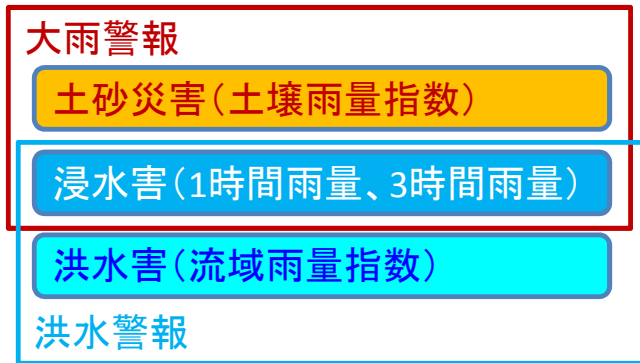 大雨警報
土砂災害(土壌雨量指数)
浸水害(1時間雨量、3時間雨量)
洪水害(流域雨量指数)
洪水警報